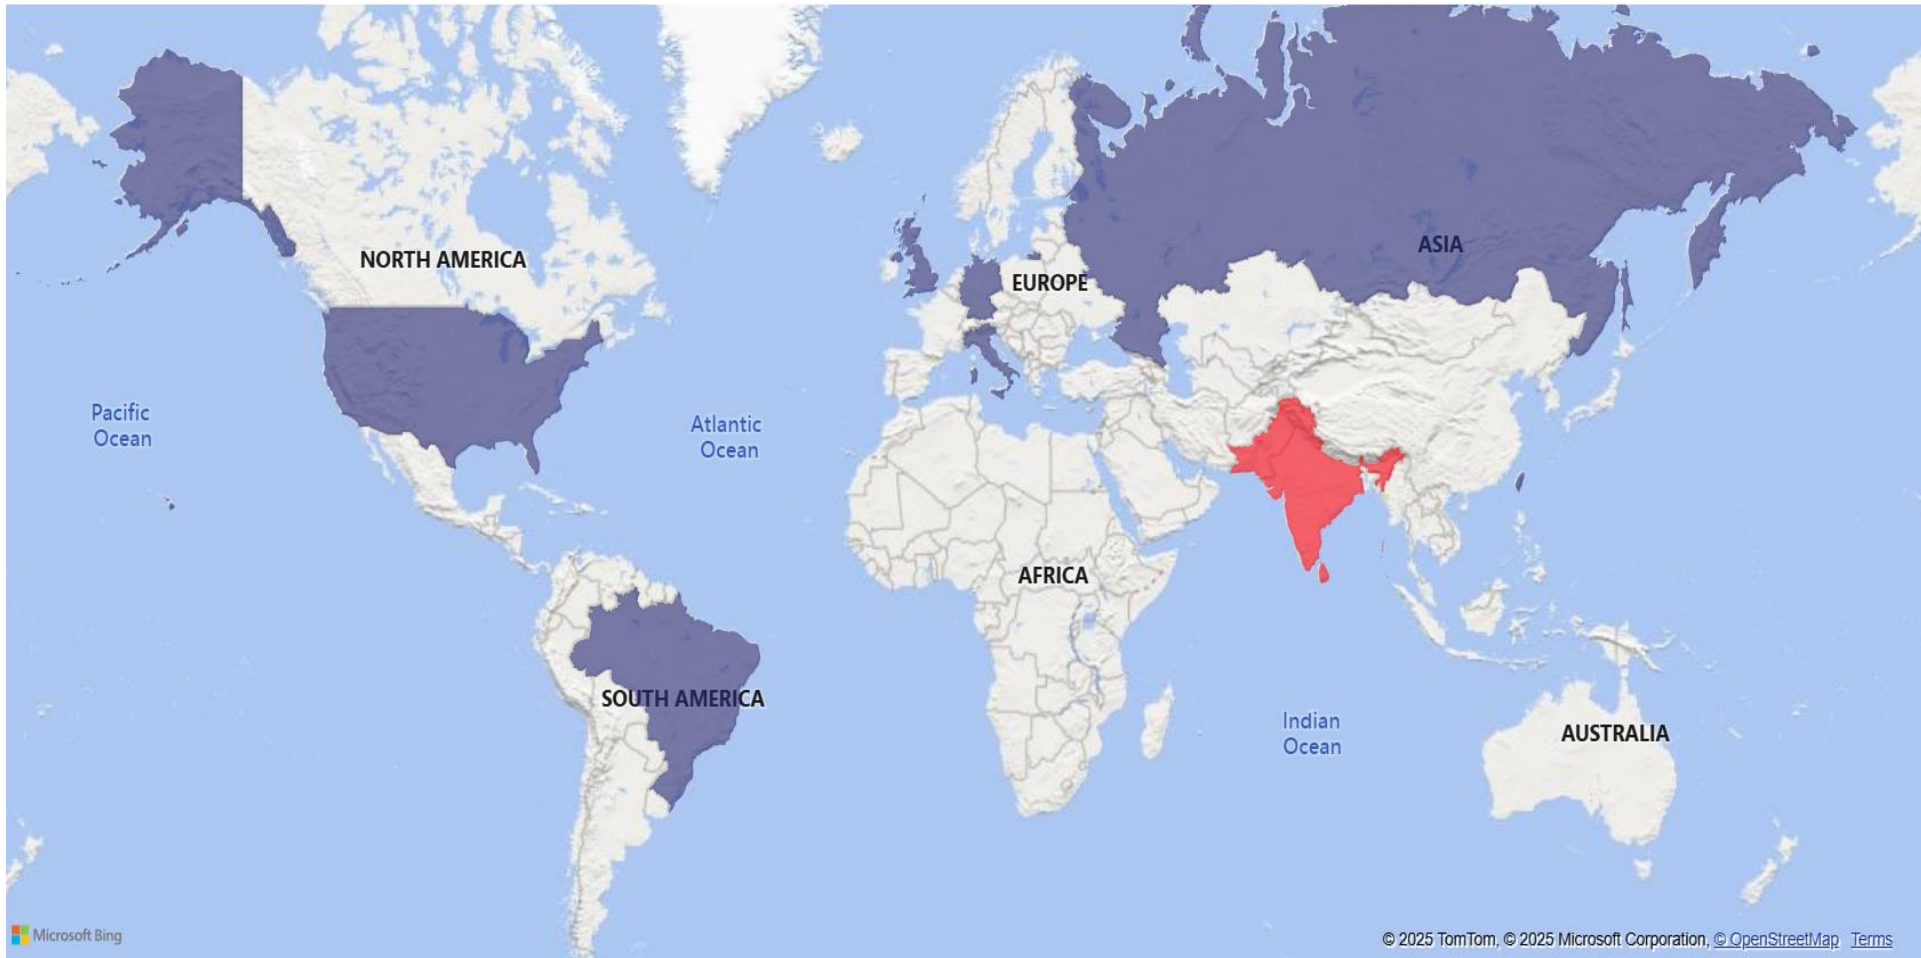 NORTH AMERICA
ASIA
EUROPE
Pacific
Ocean
Atlantic
Ocean
AFRICA
SOUTH AMERICA
Indian
Ocean
AUSTRALIA
Microsoft Bing
© 2025 TomTom, © 2025 Microsoft Corporation, © OpenStreetMap Terms